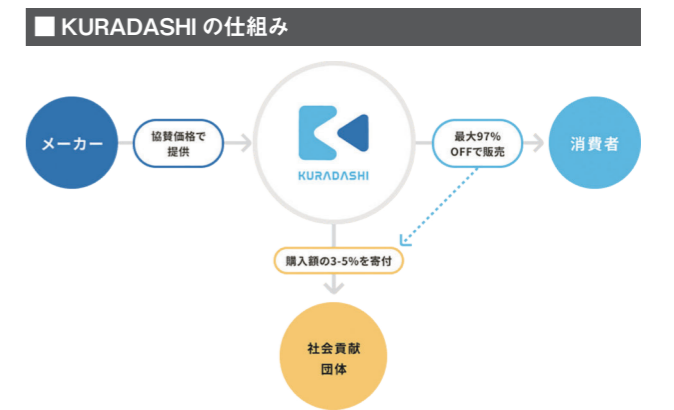 ■ KURADASHI の仕組み
メーカー
協賛価格で
提供
KURADASHI
最大97%
OFFで販売
消費者
購入額の3-5%を寄付
社会貢献
団体